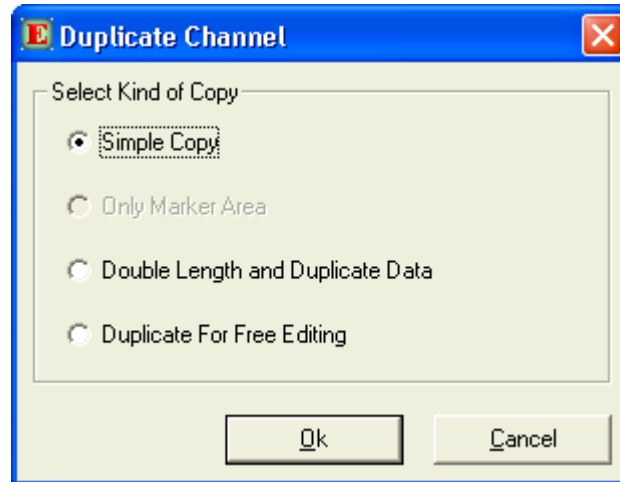 E Duplicate Channel
Select Kind of Copy
Simple Copy
Only Marker Area
Double Length and Duplicate Data
Duplicate For Free Editing
Ok Cancel